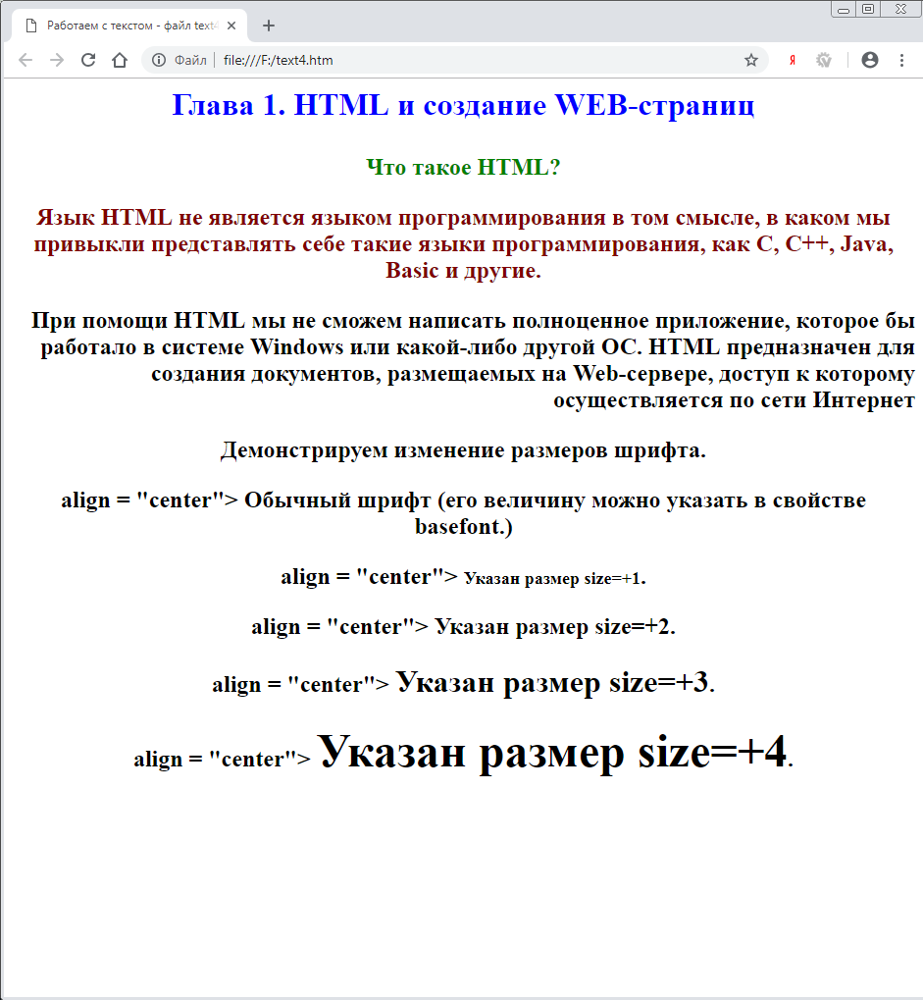 Работаем с текстом - файл text4
Файл
file:///F:/text4.htm
Я
Глава 1. HTML и создание WEB-страниц
Что такое HTML?
Язык HTML не является языком программирования в том смысле, в каком мы
привыкли представлять себе такие языки программирования, как C, C++, Java,
Basic и другие.
При помощи HTML мы не сможем написать полноценное приложение, которое бы
работало в системе Windows или какой-либо другой ОС. HTML предназначен для
создания документов, размещаемых на Web-сервере, доступ к которому
осуществляется по сети Интернет
Демонстрируем изменение размеров шрифта.
align = "center"> Обычный шрифт (его величину можно указать в свойстве
basefont.)
align = "center"> Указан размер size=+1.
align = "center"> Указан размер size=+2.
align = "center"> Указан размер size=+3.
align = "center"> Указан размер size=+4.